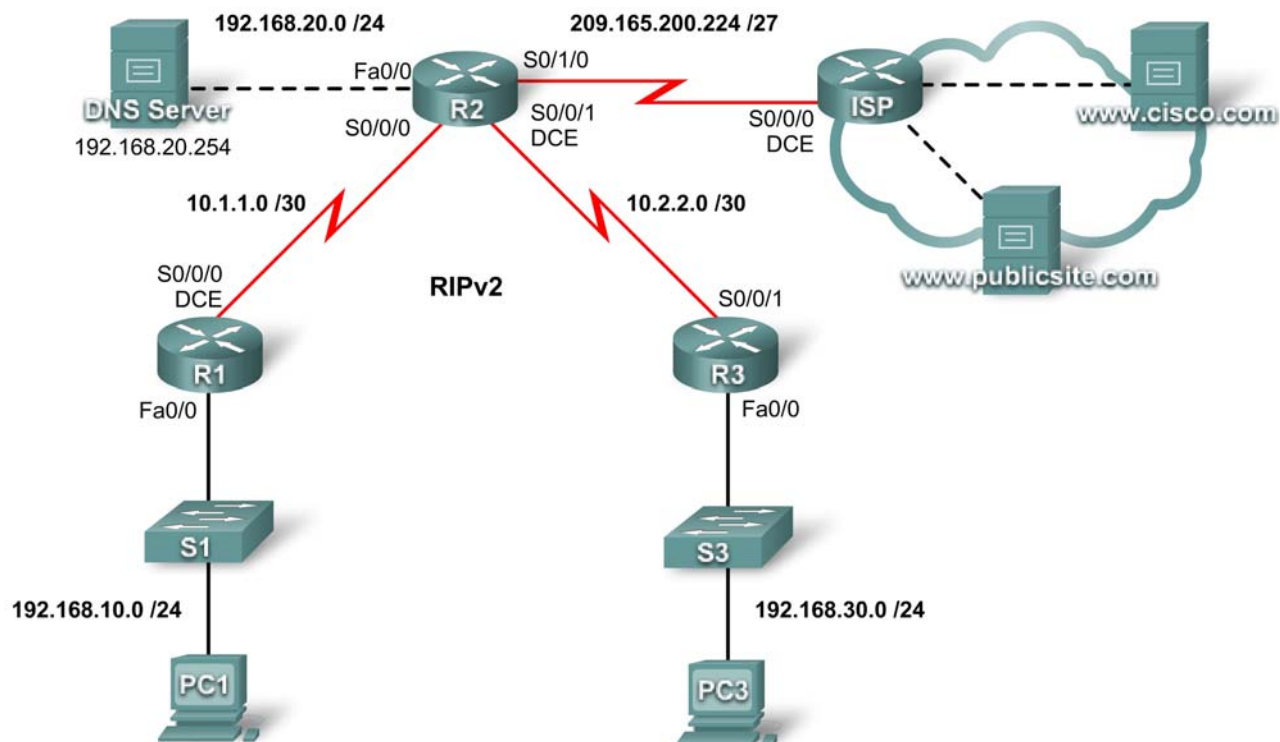 192.168.20.0 /24
209.165.200.224 /27
Fa0/0
S0/1/0
DNS Server
R2
ISP
www.cisco.com
S0/0/0
S0/0/1
DCE
S0/0/0
DCE
192.168.20.254
10.1.1.0 /30
10.2.2.0 /30
www.publicsite.com
S0/0/0
DCE
RIPv2
S0/0/1
R1
R3
Fa0/0
Fa0/0
S1
S3
192.168.10.0 /24
192.168.30.0 /24
PC1
PC3